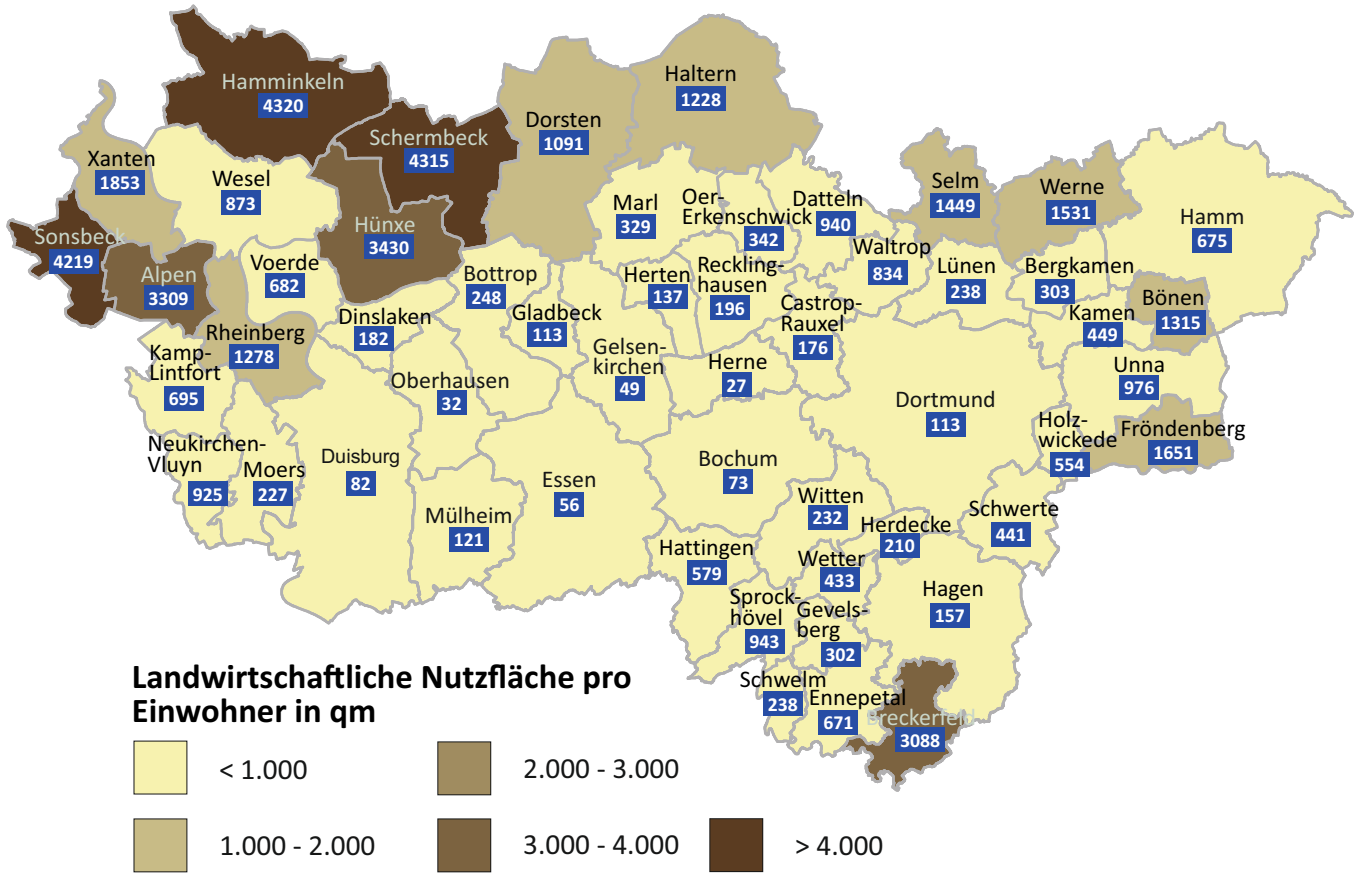 Hamminkeln
4320
Schermbeck
4315
Dorsten
1091
Haltern
1228
Xanten
1853
Wesel
873
Hünxe
3430
Sonsbeck
4219
Alpen
3309
Voerde
682
Rheinberg
1278
Dinslaken
182
Bottrop
248
Gladbeck
113
Marl
329
Oer-
Erkenschwick
342
Datteln
940
Waltrop
834
Herten
137
Reckling-
hausen
196
Castrop-
Rauxel
176
Selm
1449
Werne
1531
Hamm
675
Lünen
238
Bergkamen
303
Kamen
449
Bönen
1315
Unna
976
Kamp-
Lintfort
695
Oberhausen
32
Gelsen-
kirchen
49
Herne
27
Dortmund
113
Holz-
wickede
554
Fröndenberg
1651
Neukirchen-
Vluyn
925
Moers
227
Duisburg
82
Mülheim
121
Essen
56
Bochum
73
Witten
232
Herdecke
210
Schwerte
441
Hattingen
579
Wetter
433
Hagen
157
Sprock-
hövel
943
Gevels-
berg
302
Schwelm
238
Ennepetal
671
Breckerfeld
3088
Landwirtschaftliche Nutzfläche pro
Einwohner in qm
< 1.000
2.000 - 3.000
1.000 - 2.000
3.000 - 4.000
> 4.000